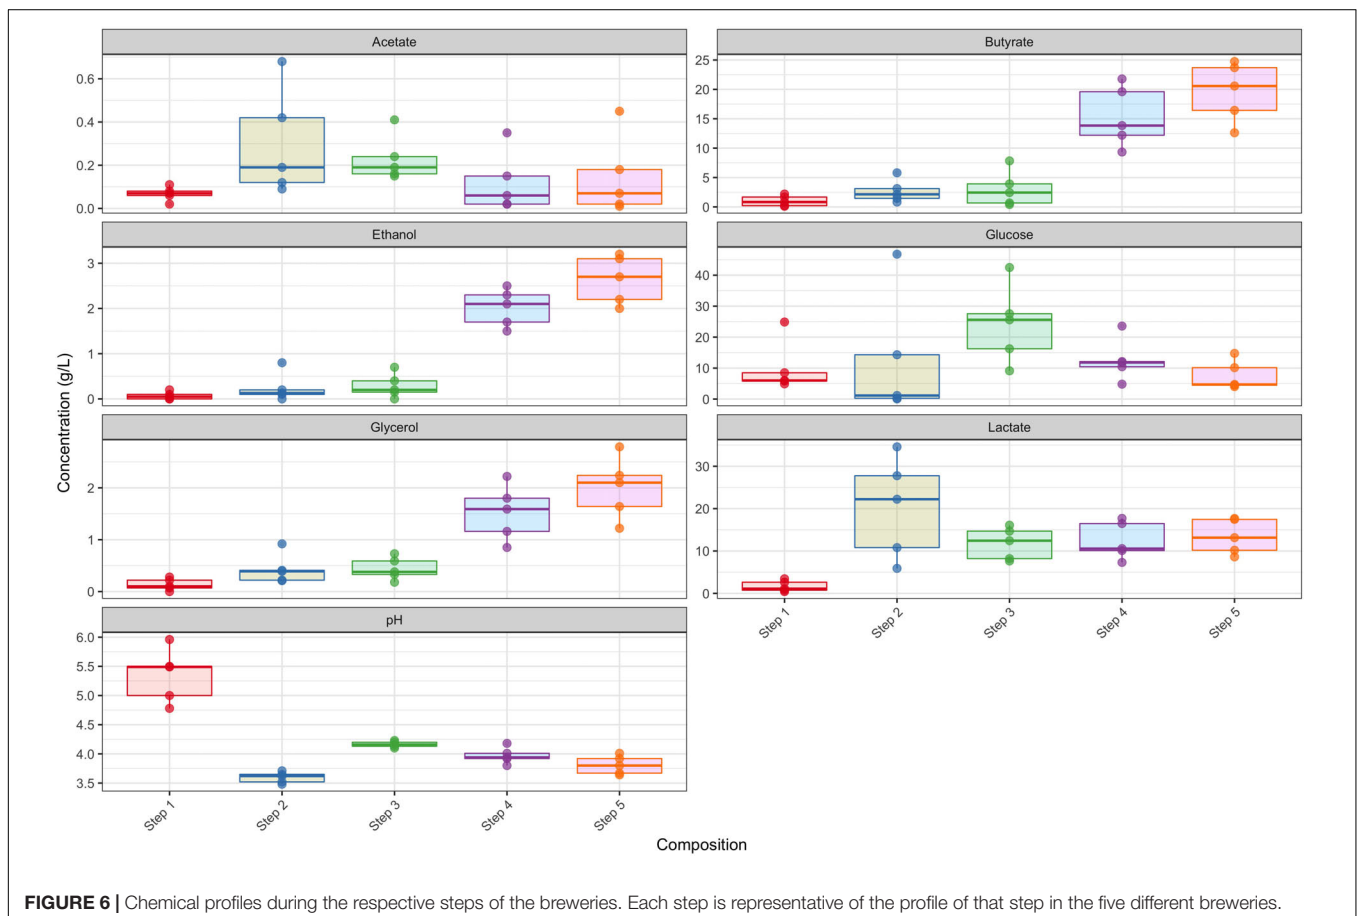 Acetate
Butyrate
0.6
0.4
0.2
0.0
25
20
15
10
5
0
Ethanol
Glucose
3
2
1
0
40
30
20
10
0
Concentration (g/L)
Glycerol
Lactate
2
1
0
30
20
10
0
Step 1
Step 2
Step 3
Step 4
Step 5
pH
6.0
5.5
5.0
4.5
4.0
3.5
Step 1
Step 2
Step 3
Step 4
Step 5
Composition
FIGURE 6 | Chemical profiles during the respective steps of the breweries. Each step is representative of the profile of that step in the five different breweries.